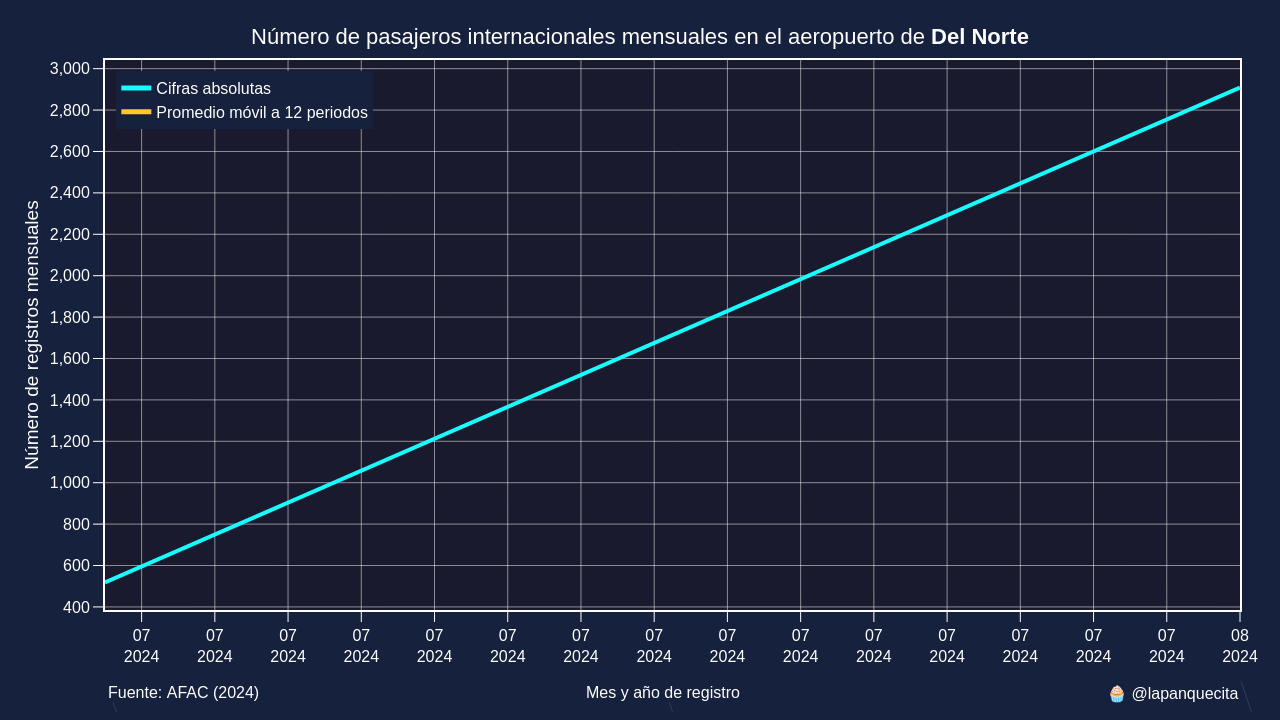 Número de pasajeros internacionales mensuales en el aeropuerto de Del Norte
Cifras absolutas
Promedio móvil a 12 periodos
Número de registros mensuales
3,000
2,800
2,600
2,400
2,200
2,000
1,800
1,600
1,400
1,200
1,000
800
600
400
07 07 07 07 07 07 07 07 07 07 07 07 07 07 07 08
2024 2024 2024 2024 2024 2024 2024 2024 2024 2024 2024 2024 2024 2024 2024 2024
Fuente: AFAC (2024) Mes y año de registro 🧁 @lapanquecita